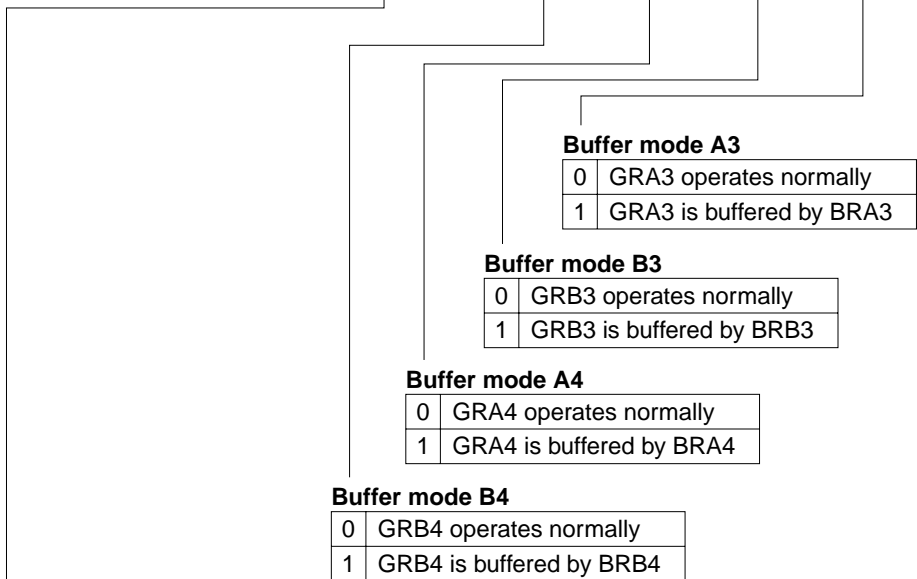 Buffer mode A3
0 GRA3 operates normally
1 GRA3 is buffered by BRA3
Buffer mode B3
0 GRB3 operates normally
1 GRB3 is buffered by BRB3
Buffer mode A4
0 GRA4 operates normally
1 GRA4 is buffered by BRA4
Buffer mode B4
0 GRB4 operates normally
1 GRB4 is buffered by BRB4